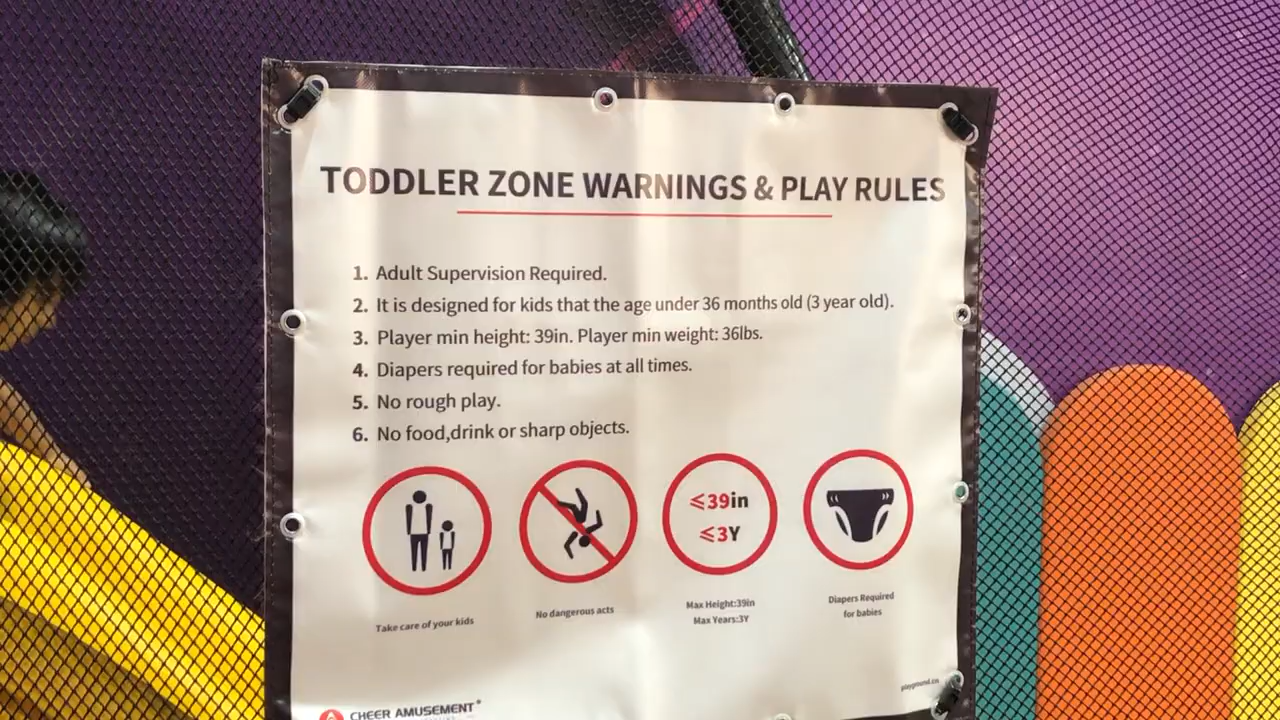 TODDLER ZONE WARNINGS & PLAY RULES
1. Adult Supervision Required.
2. It is designed for kids that the age under 36 months old (3 year old).
3. Player min height: 39in. Player min weight: 36lbs.
4. Diapers required for babies at all times.
5. No rough play.
6. No food,drink or sharp objects.
⩽39in
⩽3Y
Take care of your kids
No dangerous acts
Max Height:39in
Max Years:3Y
Diapers Required
for babies
playground.cn
CHEER AMUSEMENT®